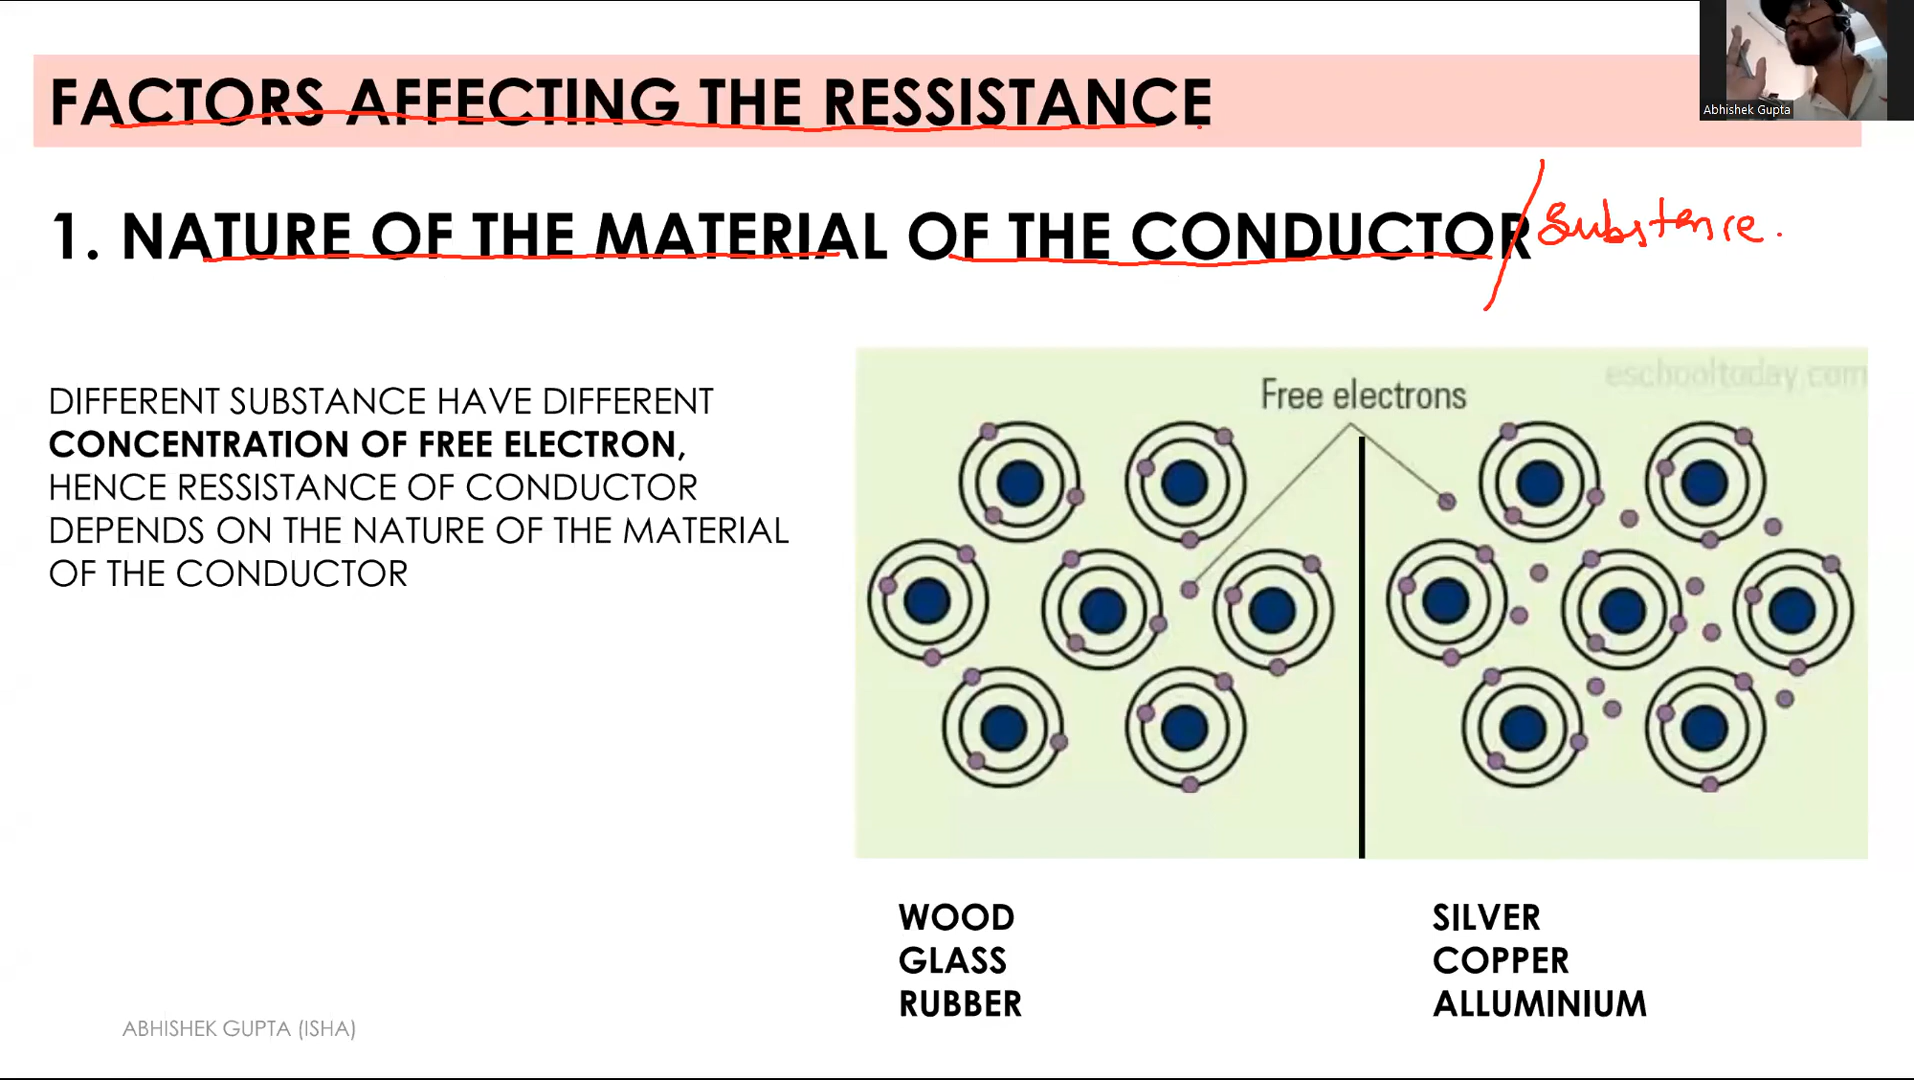 FACTORS AFFECTING THE RESSISTANCE
Abhishek Gupta
1. NATURE OF THE MATERIAL OF THE CONDUCTOR / Substance.
DIFFERENT SUBSTANCE HAVE DIFFERENT
CONCENTRATION OF FREE ELECTRON,
HENCE RESSISTANCE OF CONDUCTOR
DEPENDS ON THE NATURE OF THE MATERIAL
OF THE CONDUCTOR
eschooltoday.com
Free electrons
WOOD
GLASS
RUBBER
SILVER
COPPER
ALLUMINIUM
ABHISHEK GUPTA (ISHA)